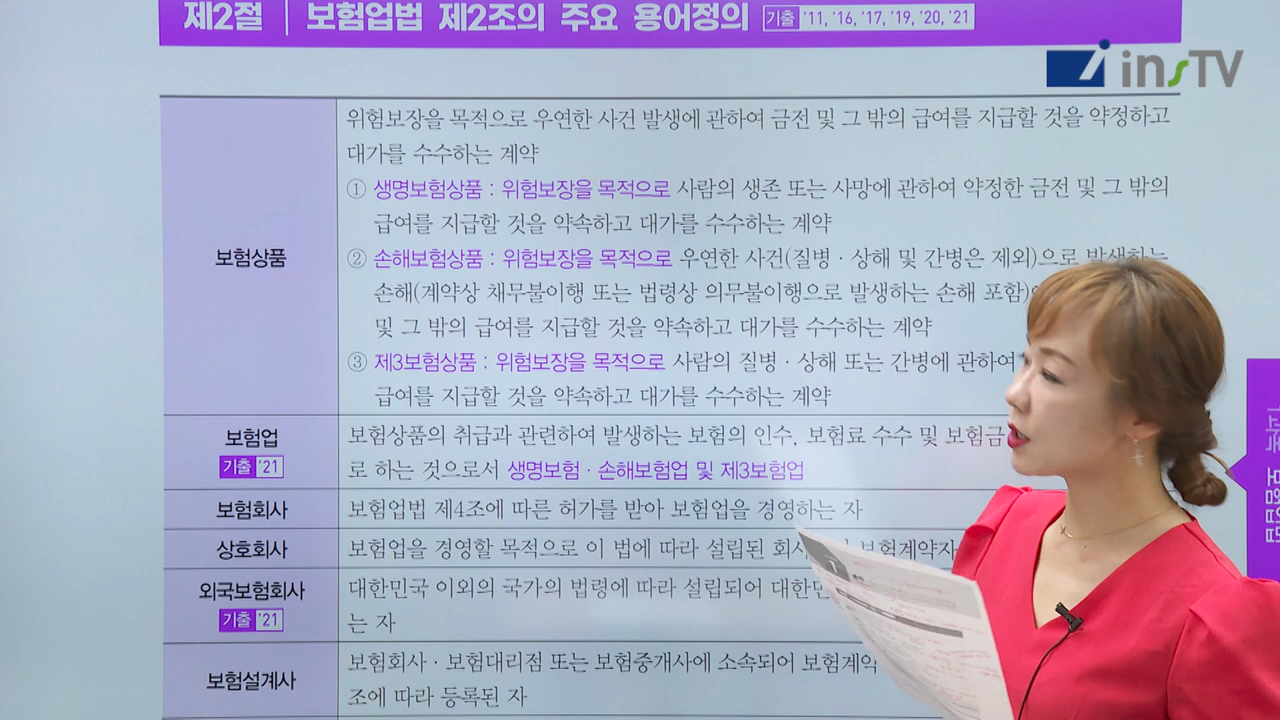 제2절 보험업법 제2조의 주요 용어정의 기출 '11, '16, '17, '19, '20, '21
insTV
위험보장을 목적으로 우연한 사건 발생에 관하여 금전 및 그 밖의 급여를 지급할 것을 약정하고
대가를 수수하는 계약
① 생명보험상품 : 위험보장을 목적으로 사람의 생존 또는 사망에 관하여 약정한 금전 및 그 밖의
급여를 지급할 것을 약속하고 대가를 수수하는 계약
보험상품
② 손해보험상품 : 위험보장을 목적으로 우연한 사건(질병 · 상해 및 간병은 제외)으로 발생하는
손해(계약상 채무불이행 또는 법령상 의무불이행으로 발생하는 손해 포함)
및 그 밖의 급여를 지급할 것을 약속하고 대가를 수수하는 계약
③ 제3보험상품 : 위험보장을 목적으로 사람의 질병 · 상해 또는 간병에 관하여
급여를 지급할 것을 약속하고 대가를 수수하는 계약
보험업
기출 '21
보험상품의 취급과 관련하여 발생하는 보험의 인수, 보험료 수수 및 보험금
로 하는 것으로서 생명보험 · 손해보험업 및 제3보험업
보험회사
보험업법 제4조에 따른 허가를 받아 보험업을 경영하는 자
상호회사
보험업을 경영할 목적으로 이 법에 따라 설립된 회사 보험계약자
외국보험회사
기출 '21
대한민국 이외의 국가의 법령에 따라 설립되어
는 자
보험설계사
보험회사 · 보험대리점 또는 보험중개사에 소속되어 보험계약
조에 따라 등록된 자
보험업법